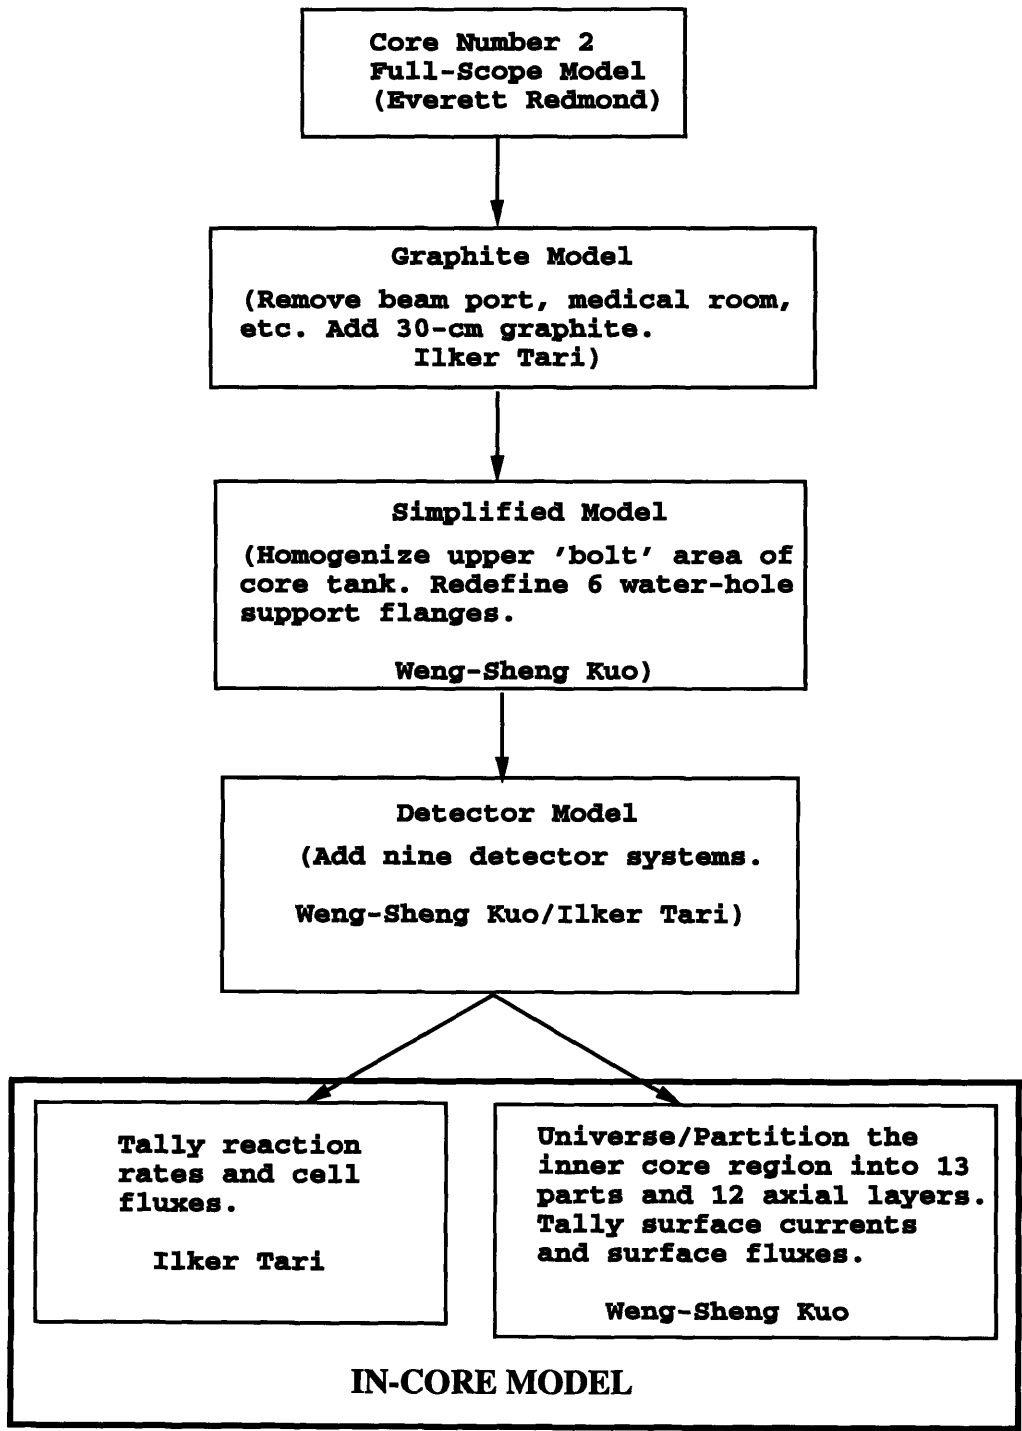 Core Number 2
Full-Scope Model
(Everett Redmond)
Graphite Model
(Remove beam port, medical room,
etc. Add 30-cm graphite.
Ilker Tari)
Simplified Model
(Homogenize upper 'bolt' area of
core tank. Redefine 6 water-hole
support flanges.
Weng-Sheng Kuo)
Detector Model
(Add nine detector systems.
Weng-Sheng Kuo/Ilker Tari)
Tally reaction
rates and cell
fluxes.
Ilker Tari
Universe/Partition the
inner core region into 13
parts and 12 axial layers.
Tally surface currents
and surface fluxes.
Weng-Sheng Kuo
IN-CORE MODEL